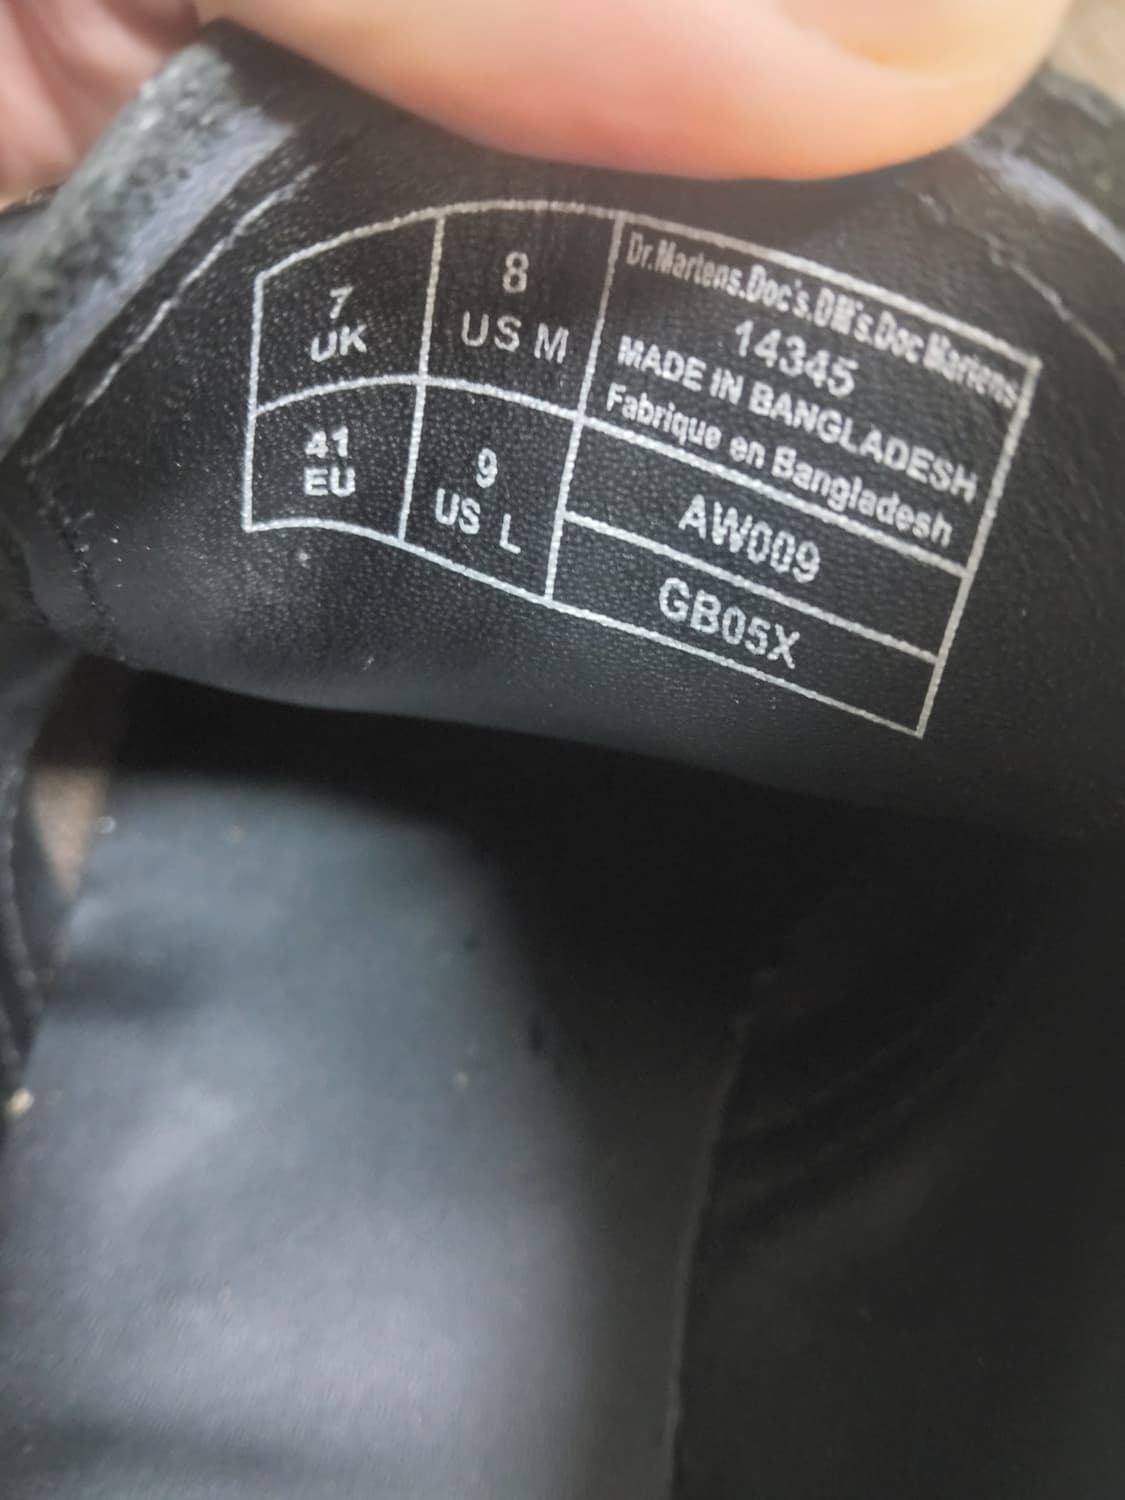 7
UK
8
US M
41
EU
9
US L
Dr.Martens.Doc's.DM's.Doc Martens
14345
MADE IN BANGLADESH
Fabrique en Bangladesh
AW009
GB05X